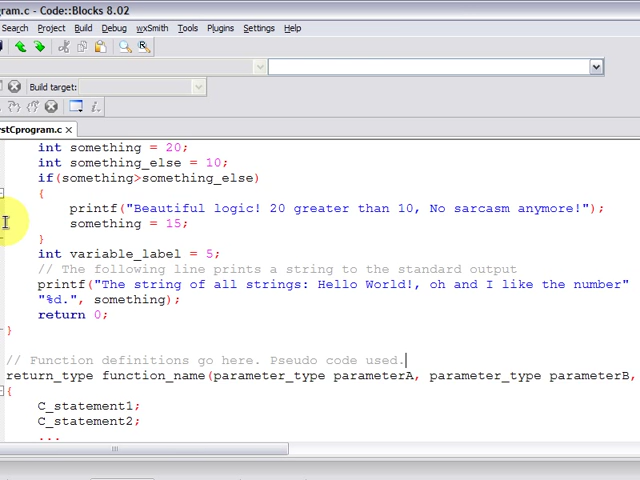 gram.c - Code::Blocks 8.02
Search Project Build Debug wxSmith Tools Plugins Settings Help
Build target:
rstCprogram.c
int something = 20;
int something_else = 10;
if(something>something_else)
{
printf("Beautiful logic! 20 greater than 10, No sarcasm anymore!");
something = 15;
}
int variable_label = 5;
// The following line prints a string to the standard output
printf("The string of all strings: Hello World!, oh and I like the number"
"%d.", something);
return 0;
}
// Function definitions go here. Pseudo code used.
return_type function_name(parameter_type parameterA, parameter_type parameterB,
{
C_statement1;
C_statement2;
...